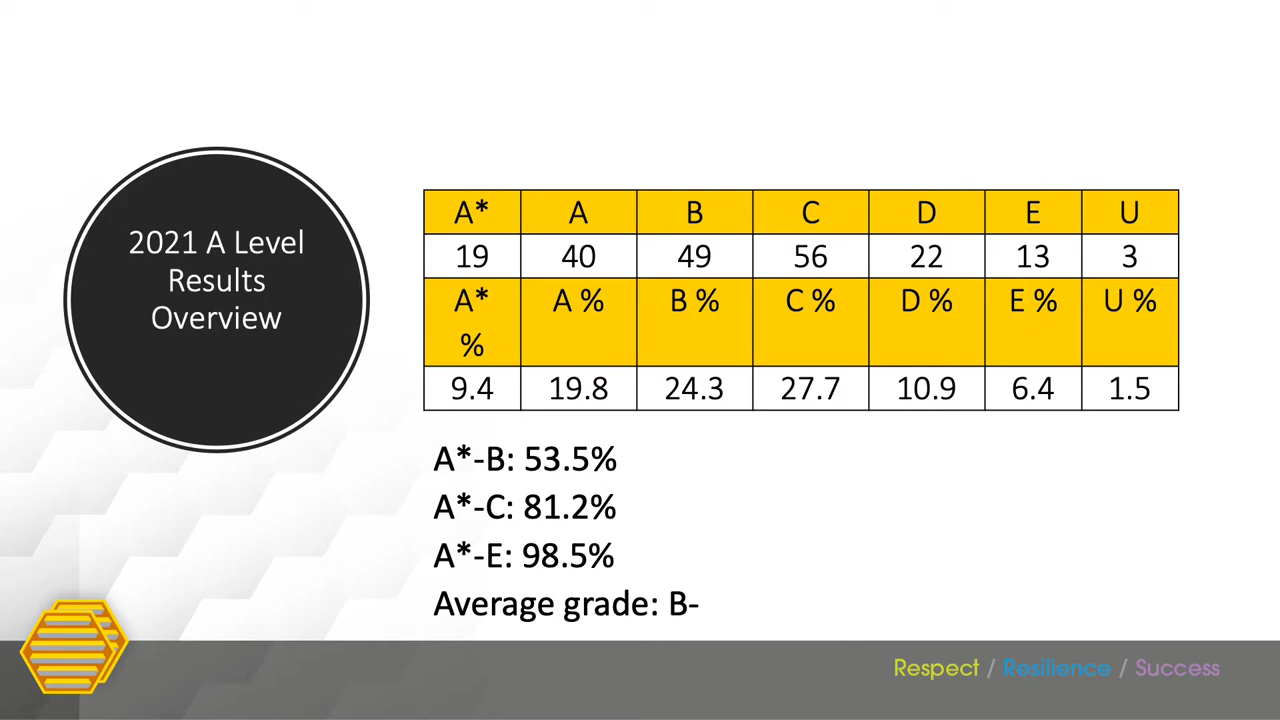 2021 A Level
Results
Overview
A* A B C D E U
19 40 49 56 22 13 3
A* % A % B % C % D % E % U %
9.4 19.8 24.3 27.7 10.9 6.4 1.5
A*-B: 53.5%
A*-C: 81.2%
A*-E: 98.5%
Average grade: B-
Respect / Resilience / Success